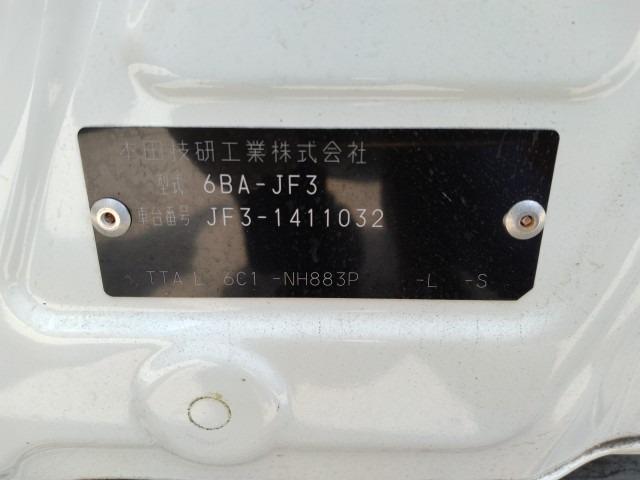 本田技研工業株式会社
型式 6BA-JF3
車台番号 JF3-1411032
TTA L 6C1 -NH883P -L -S